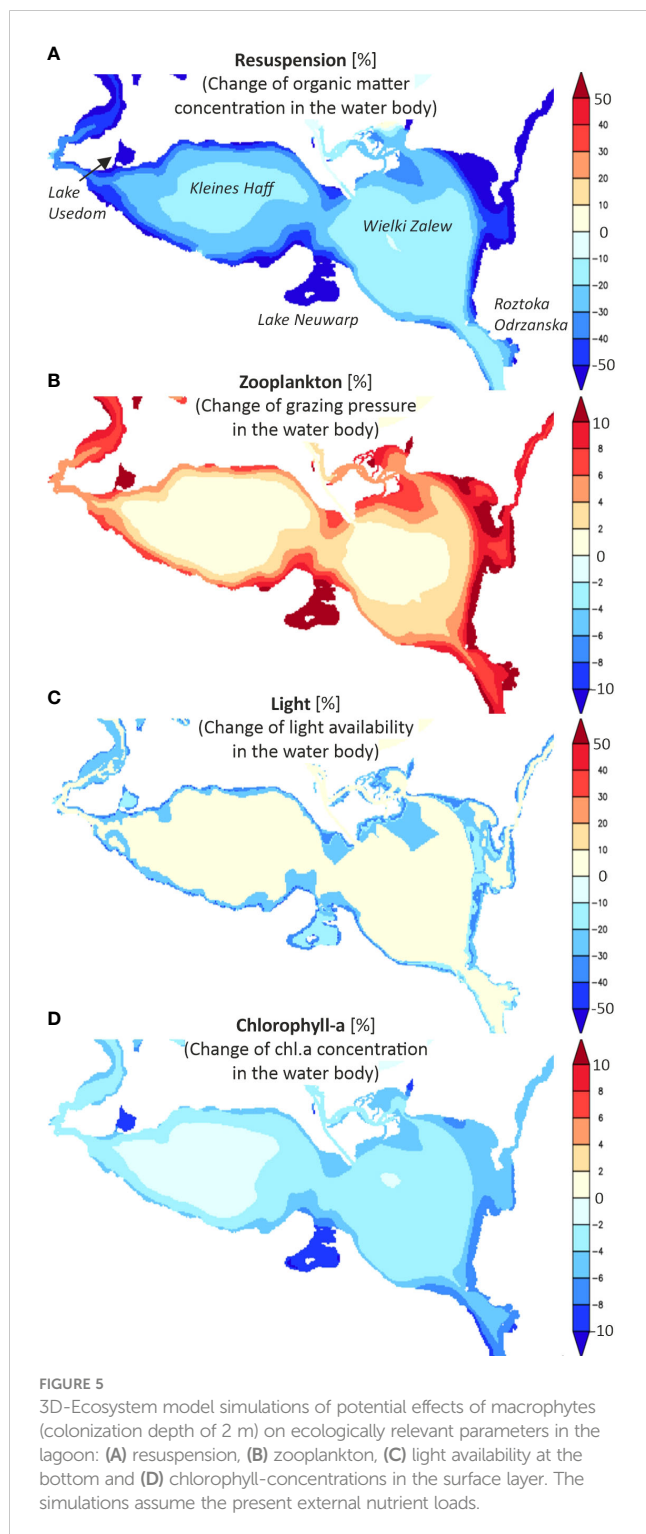 A
Resuspension [%]
(Change of organic matter
concentration in the water body)
50
40
30
20
10
0
-10
-20
-30
-40
-50
Lake
Usedom
Kleines Haff
Wielki Zalew
Lake Neuwarp
Roztoka
Odrzanska
B
Zooplankton [%]
(Change of grazing pressure
in the water body)
10
8
6
4
2
0
-2
-4
-6
-8
-10
C
Light [%]
(Change of light availability
in the water body)
50
40
30
20
10
0
-10
-20
-30
-40
-50
D
Chlorophyll-a [%]
(Change of chl.a concentration
in the water body)
10
8
6
4
2
0
-2
-4
-6
-8
-10
FIGURE 5
3D-Ecosystem model simulations of potential effects of macrophytes
(colonization depth of 2 m) on ecologically relevant parameters in the
lagoon: (A) resuspension, (B) zooplankton, (C) light availability at the
bottom and (D) chlorophyll-concentrations in the surface layer. The
simulations assume the present external nutrient loads.